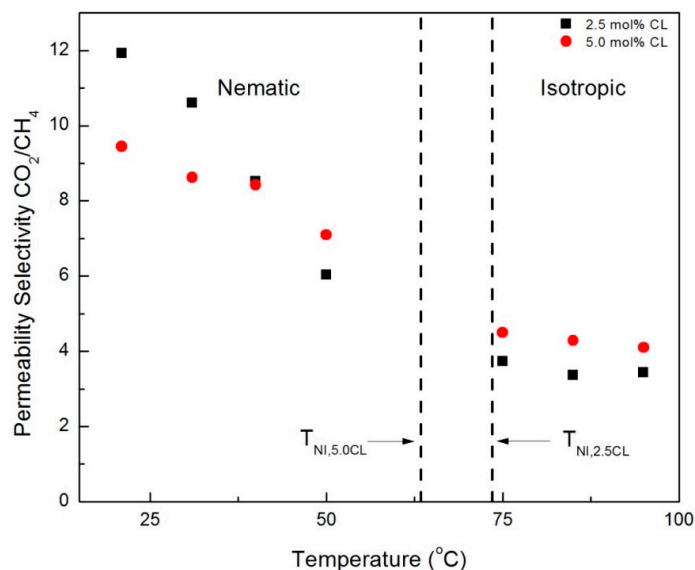 2.5 mol% CL
5.0 mol% CL
Nematic
Isotropic
Permeability Selectivity CO2/CH4
12
10
8
6
4
2
0
TNI,5.0CL
TNI,2.5CL
25
50
75
100
Temperature (°C)